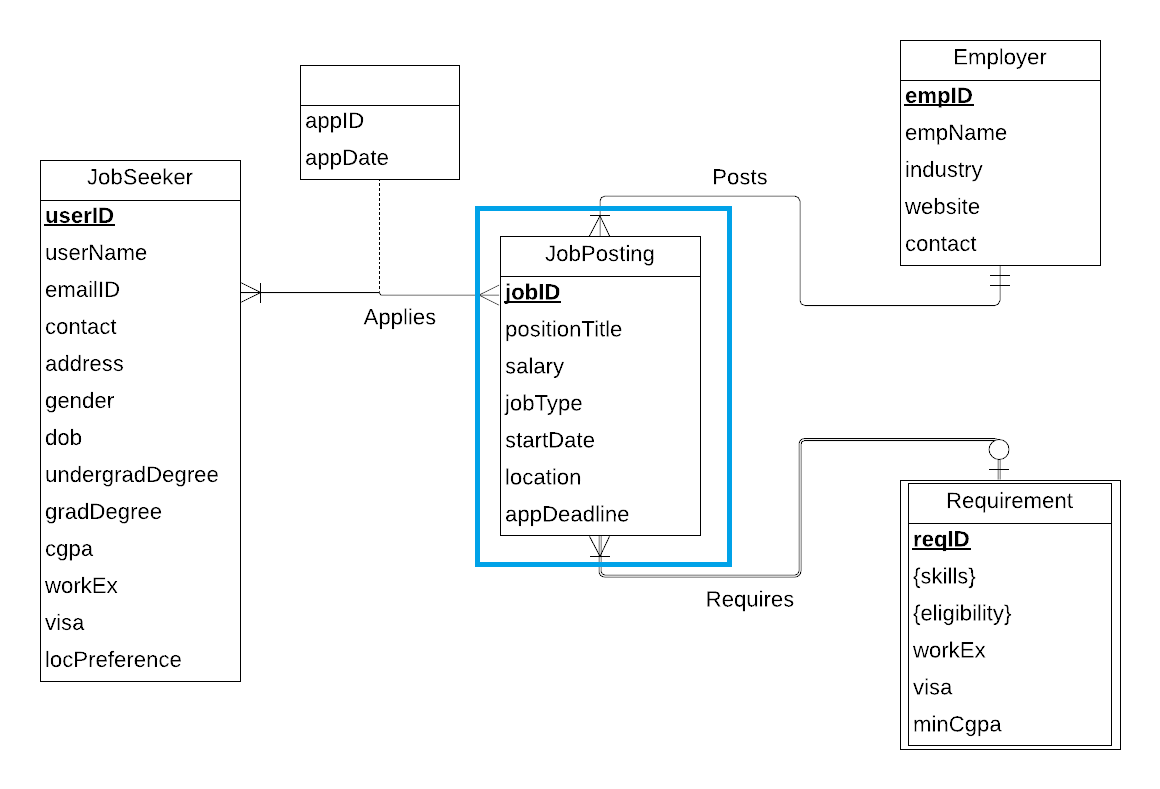 Employer
empID
empName
industry
website
contact
appID
appDate
JobSeeker
userID
userName
emailID
contact
address
gender
dob
undergradDegree
gradDegree
cgpa
workEx
visa
locPreference
Posts
Applies
JobPosting
jobID
positionTitle
salary
jobType
startDate
location
appDeadline
Requires
Requirement
reqID
{skills}
{eligibility}
workEx
visa
minCgpa